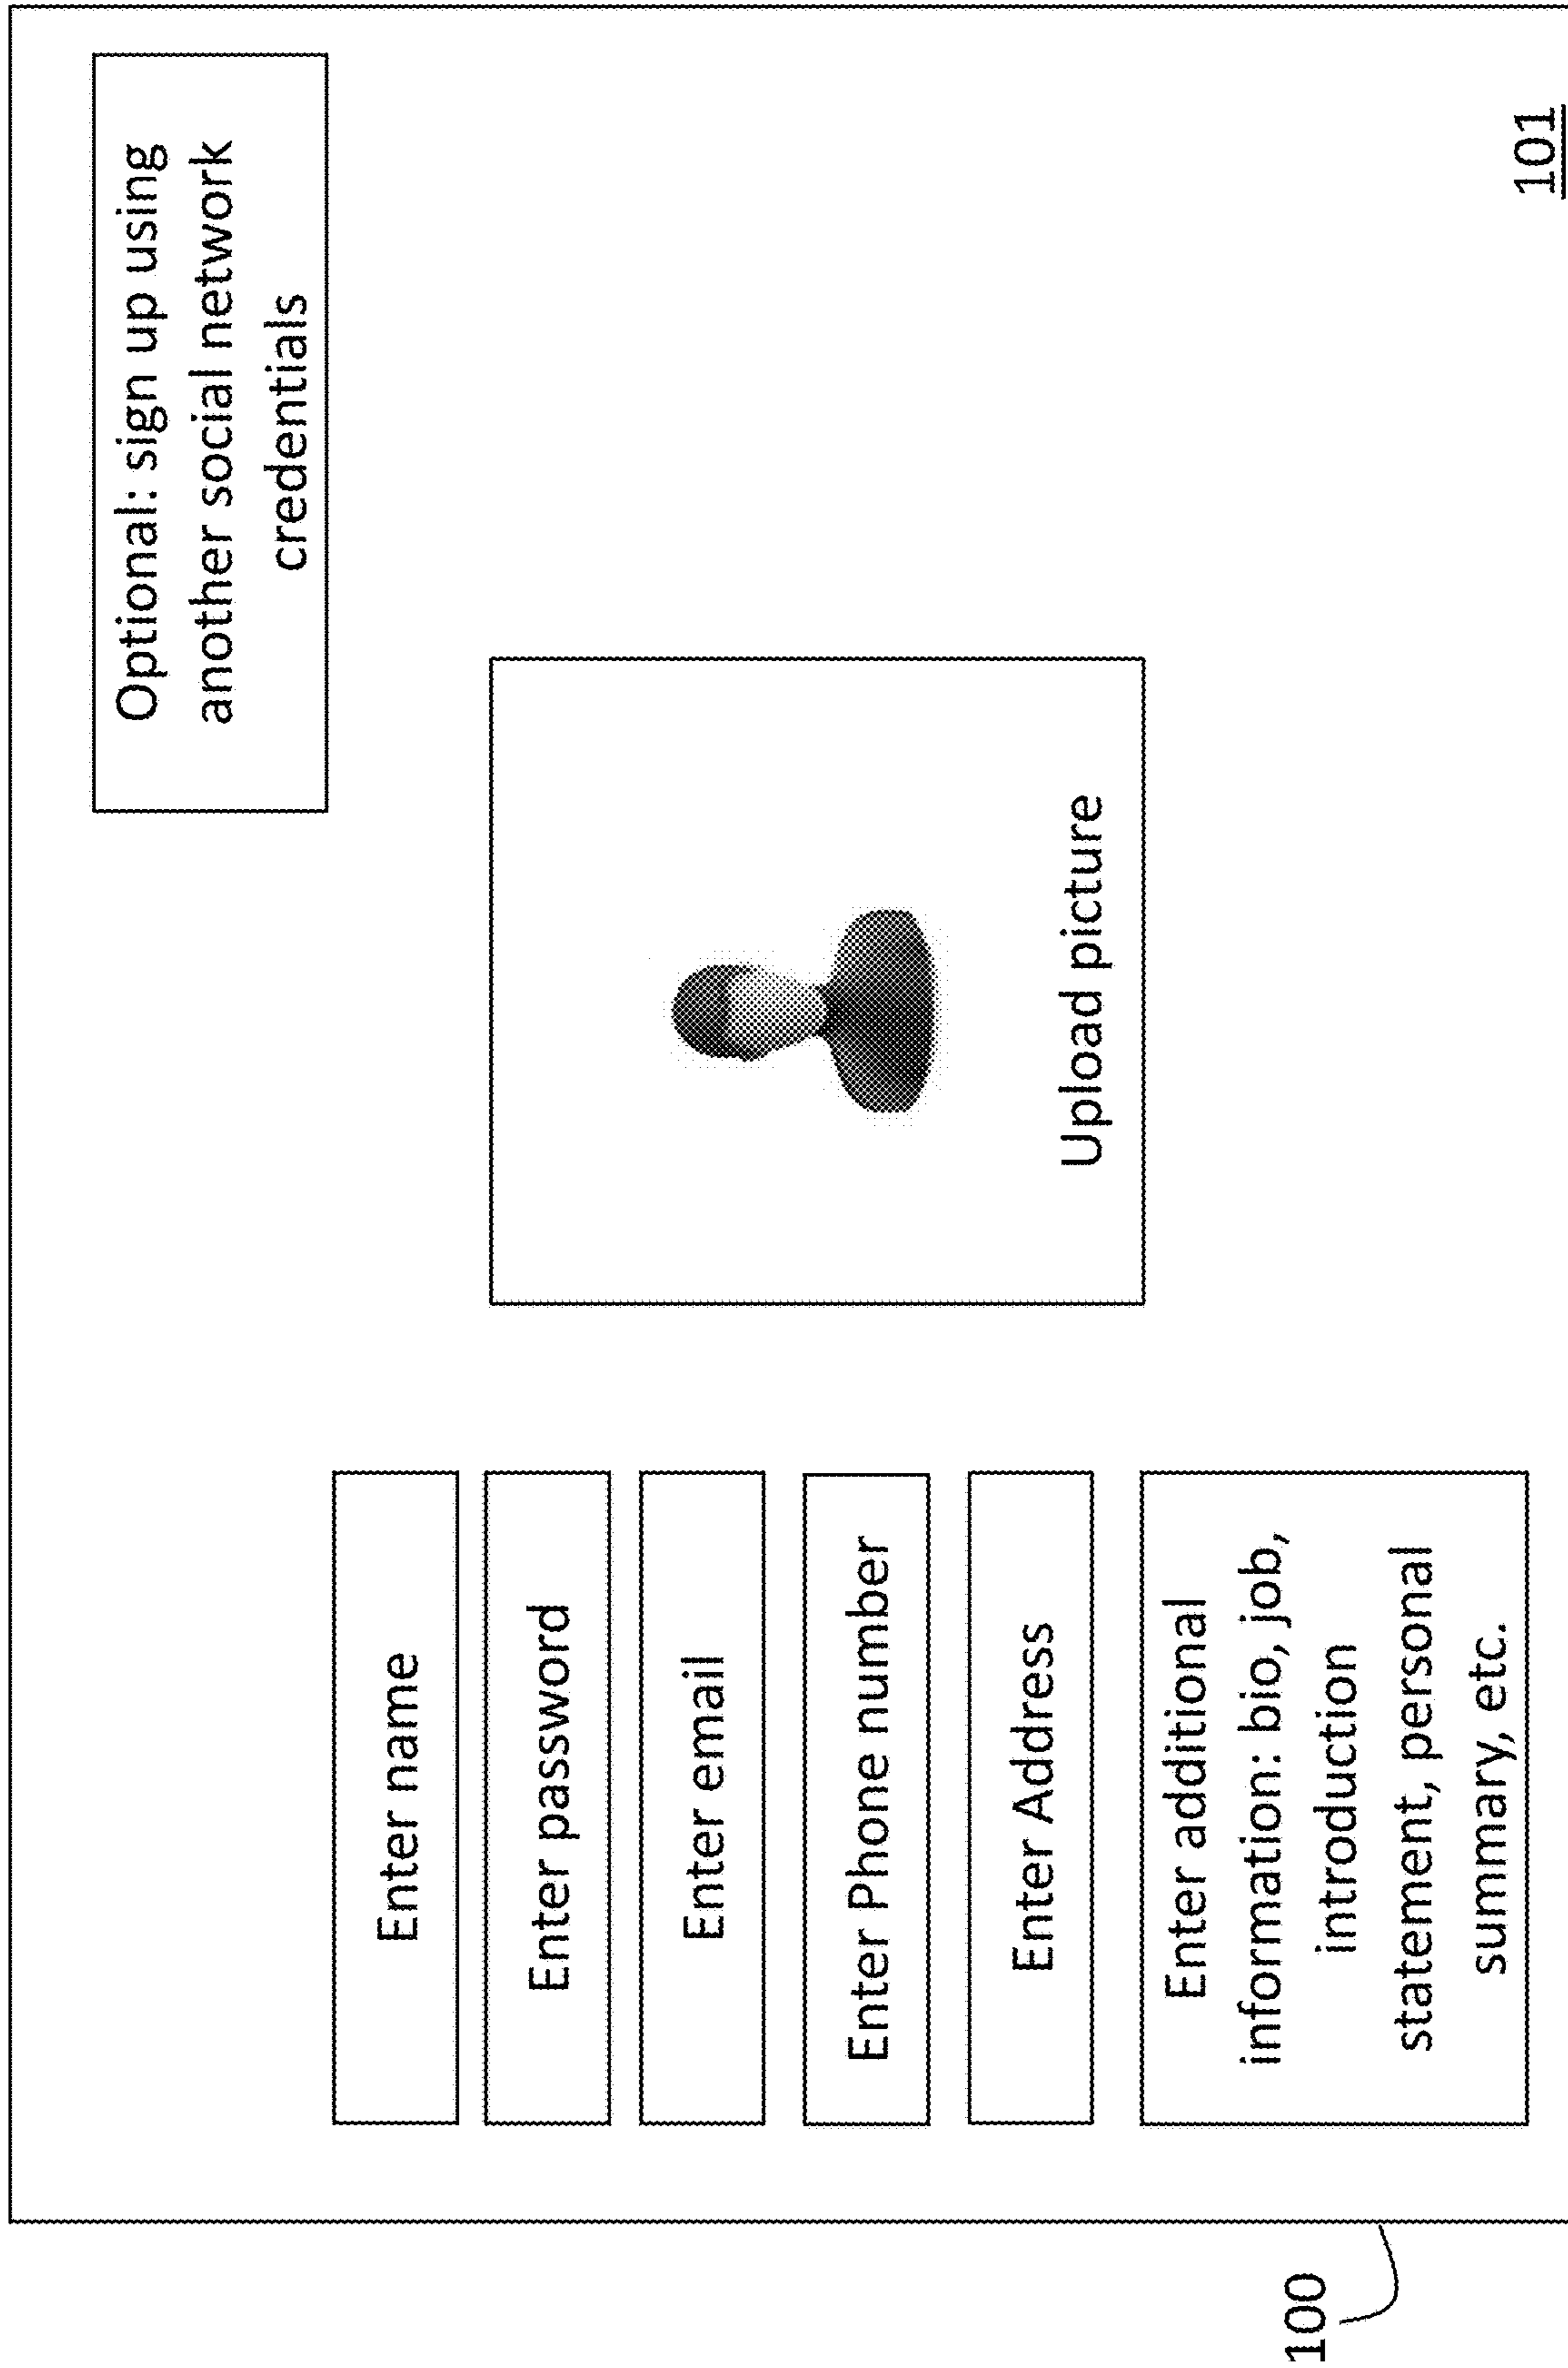 Optional: sign up using
another social network
credentials
Enter name
Enter password
Enter email
Enter Phone number
Enter Address
Enter additional
information: bio, job,
introduction
statement, personal
summary, etc.
Upload picture
101
100